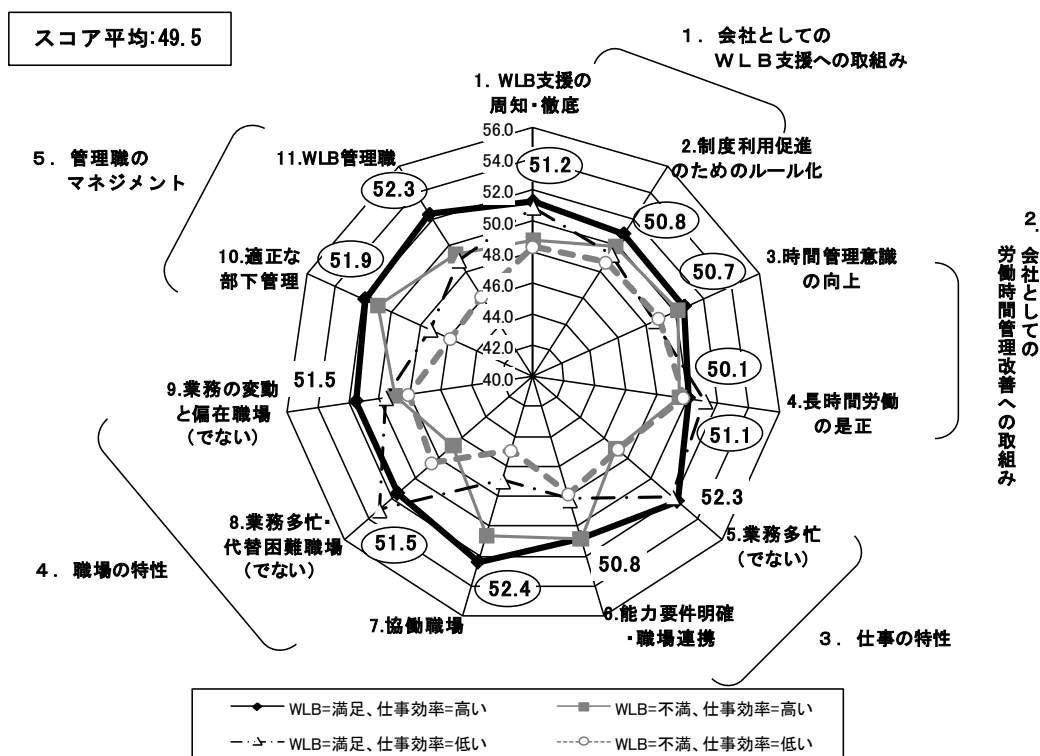 スコア平均:49.5
１．会社としての
ＷＬＢ支援への取組み
1. WLB支援の
周知・徹底
2.制度利用促進
のためのルール化
3.時間管理意識
の向上
4.長時間労働
の是正
5.業務多忙
（でない）
6.能力要件明確
・職場連携
7.協働職場
8.業務多忙・
代替困難職場
（でない）
9.業務の変動
と偏在職場
（でない）
10.適正な
部下管理
11.WLB管理職
２．会社としての
労働時間管理改善への取組み
３．仕事の特性
４．職場の特性
５．管理職の
マネジメント
56.0
54.0
52.0
50.0
48.0
46.0
44.0
42.0
40.0
51.2
50.8
50.7
50.1
51.1
52.3
50.8
52.4
51.5
51.5
51.9
52.3
WLB=満足、仕事効率=高い
WLB=不満、仕事効率=高い
WLB=満足、仕事効率=低い
WLB=不満、仕事効率=低い